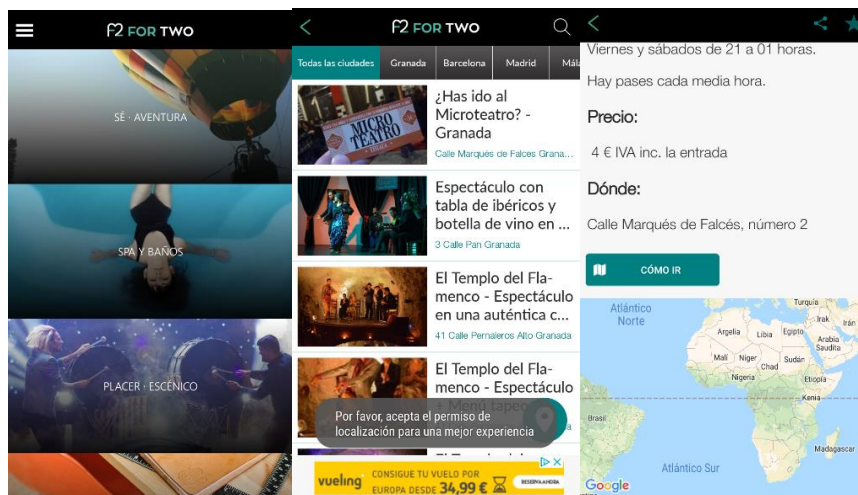 F2 FOR TWO
SÉ · AVENTURA
SPA Y BAÑOS
PLACER · ESCÉNICO
F2 FOR TWO
Todas las ciudades
Granada
Barcelona
Madrid
Mála
¿Has ido al
Microteatro? -
Granada
Calle Marqués de Falces Grana...
MICRO
TEATRO
Espectáculo con
tabla de ibéricos y
botella de vino en ...
3 Calle Pan Granada
El Templo del Fla-
menco - Espectáculo
en una auténtica c...
41 Calle Pernaleros Alto Granada
El Templo del Fla-
menco - Espectáculo
+ Menú
Por favor, acepta el permiso de
localización para una mejor experiencia
vueling
CONSIGUE TU VUELO POR
EUROPA DESDE 34,99 €
RESERVA AHORA
Viernes y sábados de 21 a 01 horas.
Hay pases cada media hora.
Precio:
4 € IVA inc. la entrada
Dónde:
Calle Marqués de Falcés, número 2
CÓMO IR
Atlántico
Norte
Turquía
Irak
Irán
Argelia
Libia
Egipto
Arabia
Saudita
Malí
Níger
Chad
Sudán
Nigeria
Etiopía
Kenia
Brasil
Madagascar
Atlántico Sur
Google